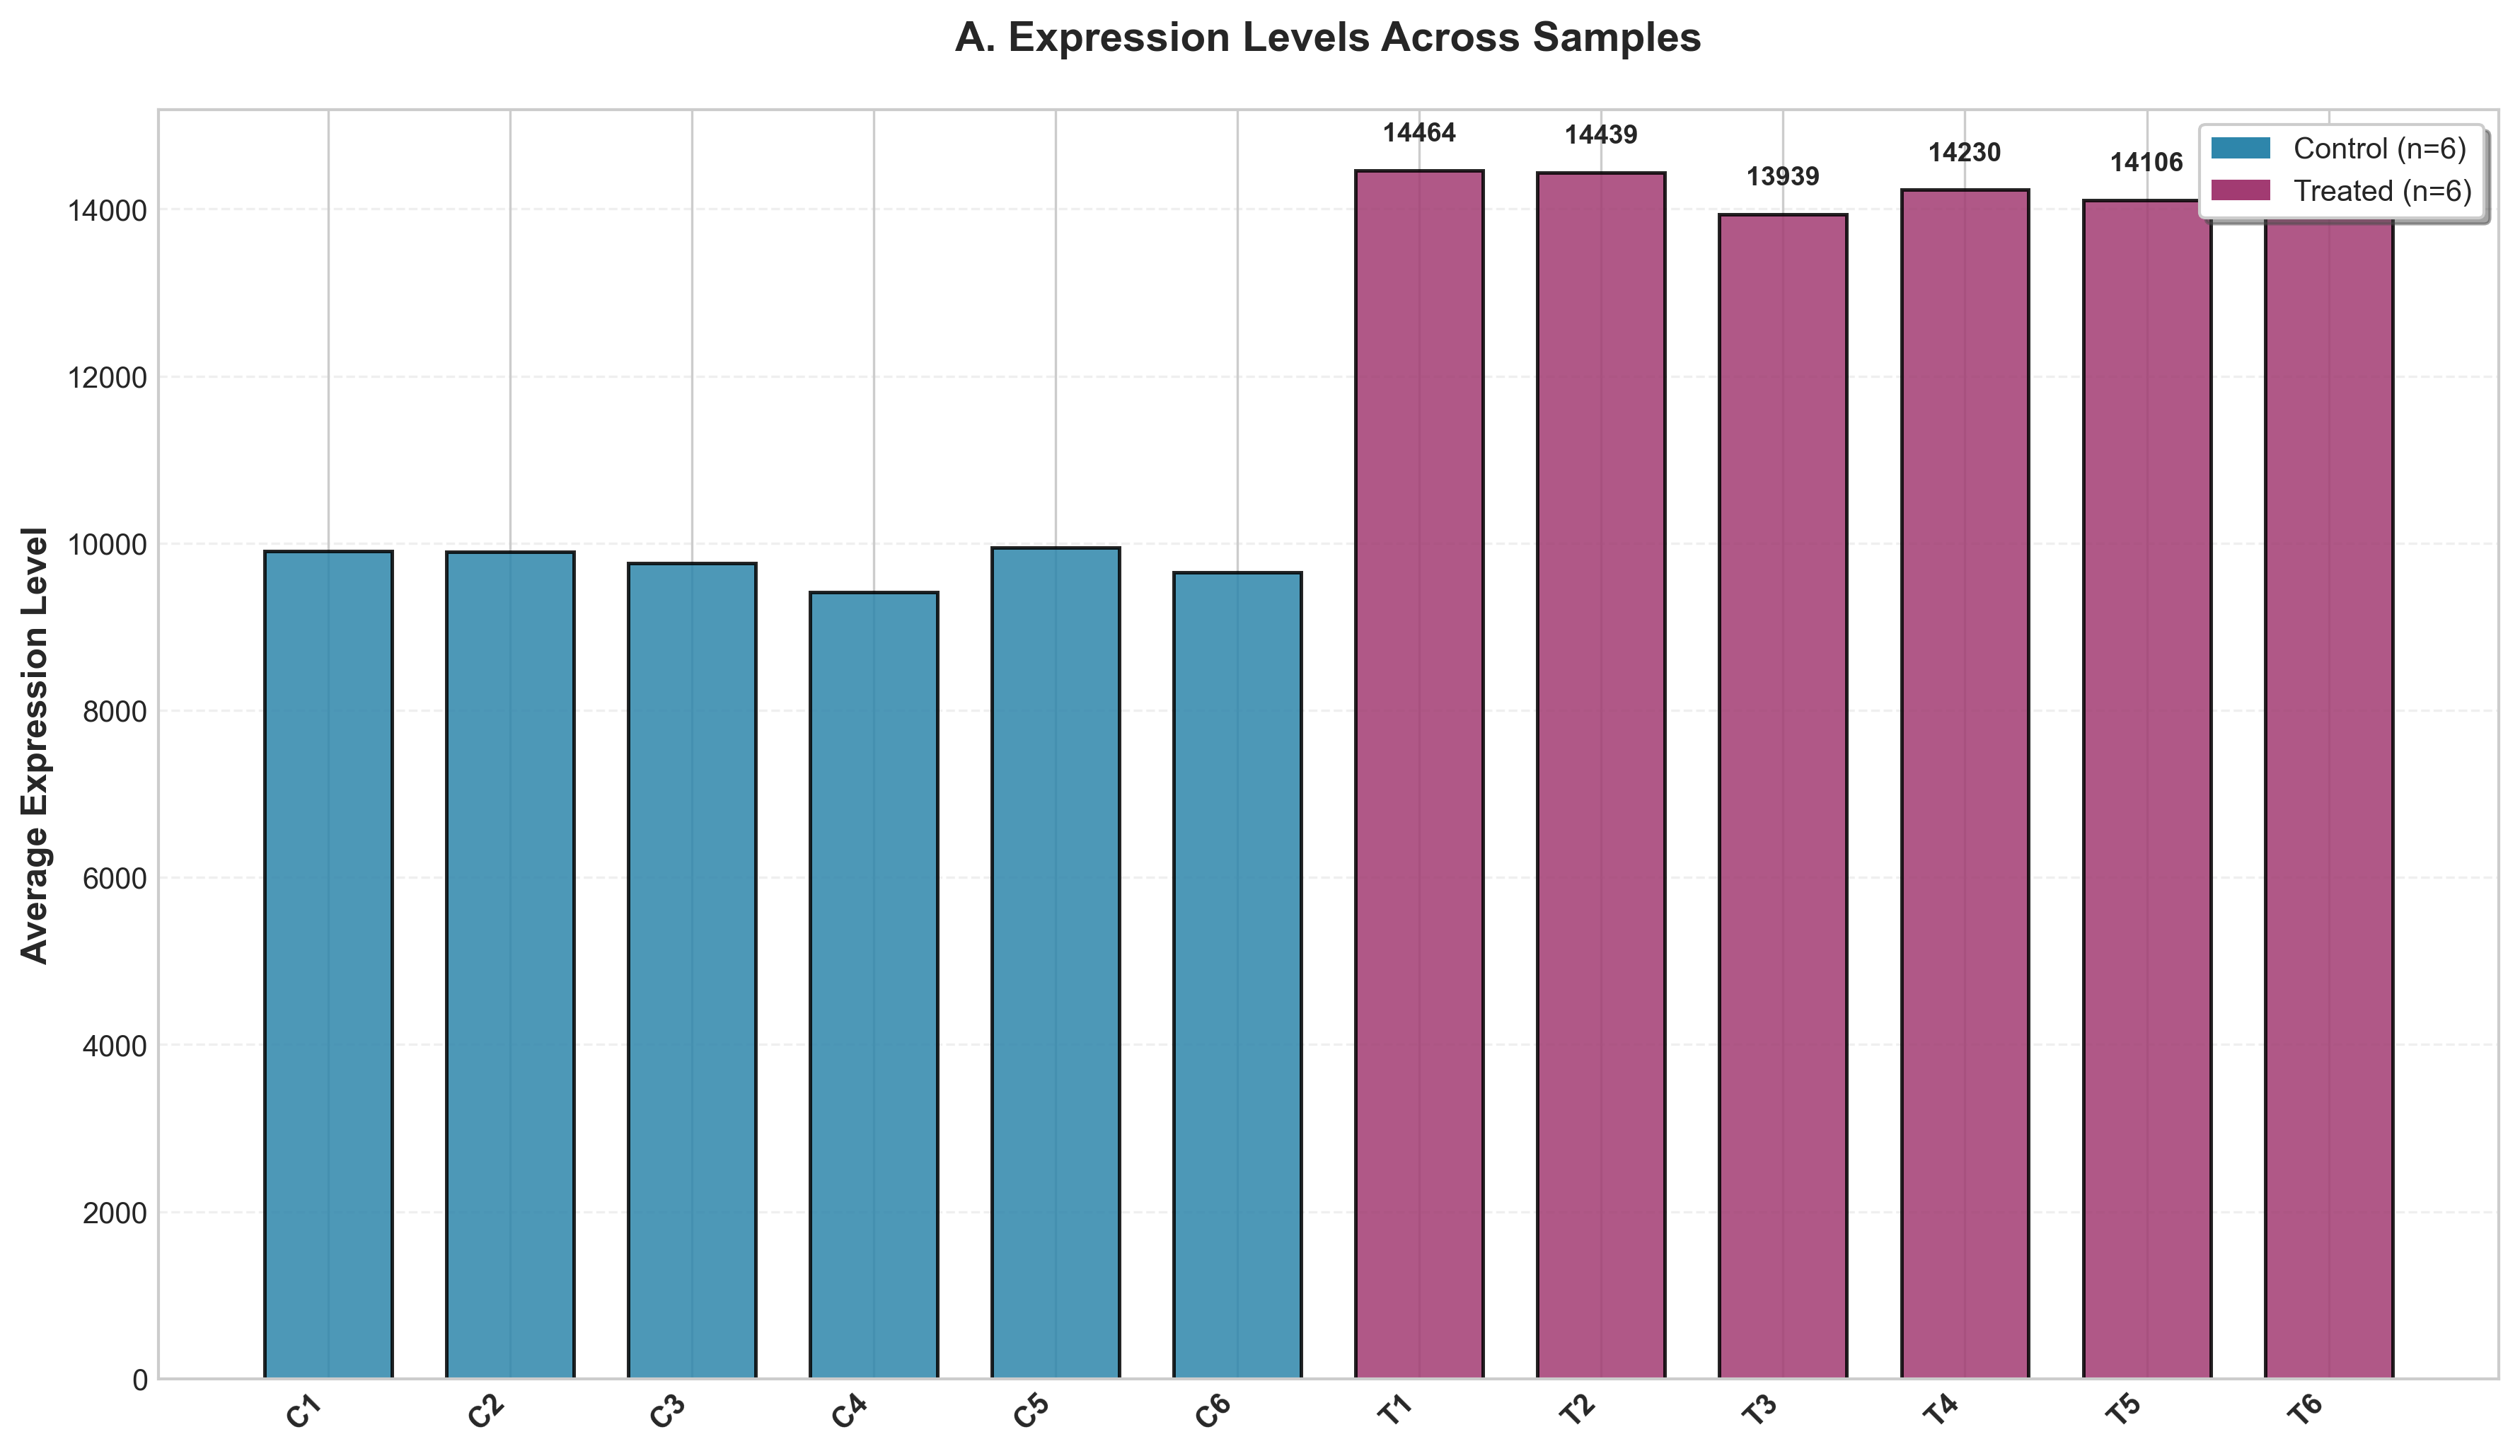 A. Expression Levels Across Samples
14464
14439
13939
14230
14106
Control (n=6)
Treated (n=6)
Average Expression Level
14000
12000
10000
8000
6000
4000
2000
0
C1
C2
C3
C4
C5
C6
T1
T2
T3
T4
T5
T6